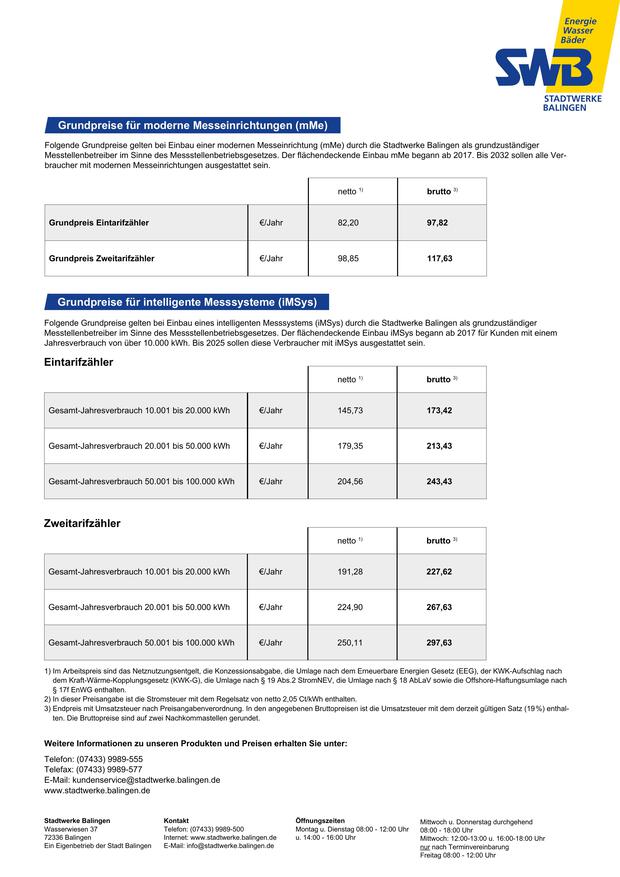 Energie
Wasser
Bäder
SWB
STADTWERKE
BALINGEN
Grundpreise für moderne Messeinrichtungen (mMe)
Folgende Grundpreise gelten bei Einbau einer modernen Messeinrichtung (mMe) durch die Stadtwerke Balingen als grundzuständiger
Messtellenbetreiber im Sinne des Messstellenbetriebsgesetzes. Der flächendeckende Einbau mMe begann ab 2017. Bis 2032 sollen alle Ver-
braucher mit modernen Messeinrichtungen ausgestattet sein.
netto 1) brutto 3)
Grundpreis Eintarifzähler €/Jahr 82,20 97,82
Grundpreis Zweitarifzähler €/Jahr 98,85 117,63
Grundpreise für intelligente Messsysteme (iMSys)
Folgende Grundpreise gelten bei Einbau eines intelligenten Messsystems (iMSys) durch die Stadtwerke Balingen als grundzuständiger
Messtellenbetreiber im Sinne des Messstellenbetriebsgesetzes. Der flächendeckende Einbau iMSys begann ab 2017 für Kunden mit einem
Jahresverbrauch von über 10.000 kWh. Bis 2025 sollen diese Verbraucher mit iMSys ausgestattet sein.
Eintarifzähler
netto 1) brutto 3)
Gesamt-Jahresverbrauch 10.001 bis 20.000 kWh €/Jahr 145,73 173,42
Gesamt-Jahresverbrauch 20.001 bis 50.000 kWh €/Jahr 179,35 213,43
Gesamt-Jahresverbrauch 50.001 bis 100.000 kWh €/Jahr 204,56 243,43
Zweitarifzähler
netto 1) brutto 3)
Gesamt-Jahresverbrauch 10.001 bis 20.000 kWh €/Jahr 191,28 227,62
Gesamt-Jahresverbrauch 20.001 bis 50.000 kWh €/Jahr 224,90 267,63
Gesamt-Jahresverbrauch 50.001 bis 100.000 kWh €/Jahr 250,11 297,63
1) Im Arbeitspreis sind das Netznutzungsentgelt, die Konzessionsabgabe, die Umlage nach dem Erneuerbare Energien Gesetz (EEG), der KWK-Aufschlag nach
dem Kraft-Wärme-Kopplungsgesetz (KWK-G), die Umlage nach § 19 Abs.2 StromNEV, die Umlage nach § 18 AbLaV sowie die Offshore-Haftungsumlage nach
§ 17f EnWG enthalten.
2) In dieser Preisangabe ist die Stromsteuer mit dem Regelsatz von netto 2,05 Ct/kWh enthalten.
3) Endpreis mit Umsatzsteuer nach Preisangabenverordnung. In den angegebenen Bruttopreisen ist die Umsatzsteuer mit dem derzeit gültigen Satz (19%) enthal-
ten. Die Bruttopreise sind auf zwei Nachkommastellen gerundet.
Weitere Informationen zu unseren Produkten und Preisen erhalten Sie unter:
Telefon: (07433) 9989-555
Telefax: (07433) 9989-577
E-Mail: kundenservice@stadtwerke.balingen.de
www.stadtwerke.balingen.de
Stadtwerke Balingen
Wasserwiesen 37
72336 Balingen
Ein Eigenbetrieb der Stadt Balingen
Kontakt
Telefon: (07433) 9989-500
Internet: www.stadtwerke.balingen.de
E-Mail: info@stadtwerke.balingen.de
Öffnungszeiten
Montag u. Dienstag 08:00 - 12:00 Uhr
u. 14:00 - 16:00 Uhr
Mittwoch u. Donnerstag durchgehend
08:00 - 18:00 Uhr
Mittwoch: 12:00-13:00 u. 16:00-18:00 Uhr
nur nach Terminvereinbarung
Freitag 08:00 - 12:00 Uhr